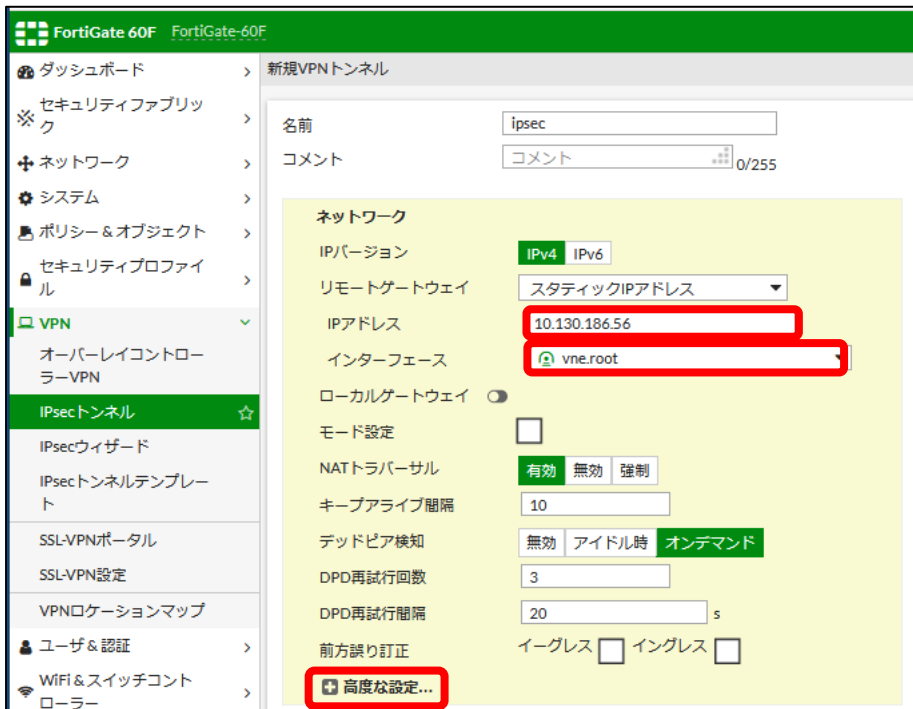 FortiGate 60F FortiGate-60F
ダッシュボード
セキュリティファブリッ
ク
ネットワーク
システム
ポリシー＆オブジェクト
セキュリティプロファイ
ル
VPN
オーバーレイコントロー
ラーVPN
IPsecトンネル
IPsecウィザード
IPsecトンネルテンプレー
ト
SSL-VPNポータル
SSL-VPN設定
VPNロケーションマップ
ユーザ＆認証
WiFi＆スイッチコント
ローラー
新規VPNトンネル
名前 ipsec
コメント コメント 0/255
ネットワーク
IPバージョン IPv4 IPv6
リモートゲートウェイ スタティックIPアドレス
IPアドレス 10.130.186.56
インターフェース vne.root
ローカルゲートウェイ
モード設定
NATトラバーサル 有効 無効 強制
キープアライブ間隔 10
デッドピア検知 無効 アイドル時 オンデマンド
DPD再試行回数 3
DPD再試行間隔 20 s
前方誤り訂正 イーグレス イングレス
高度な設定...